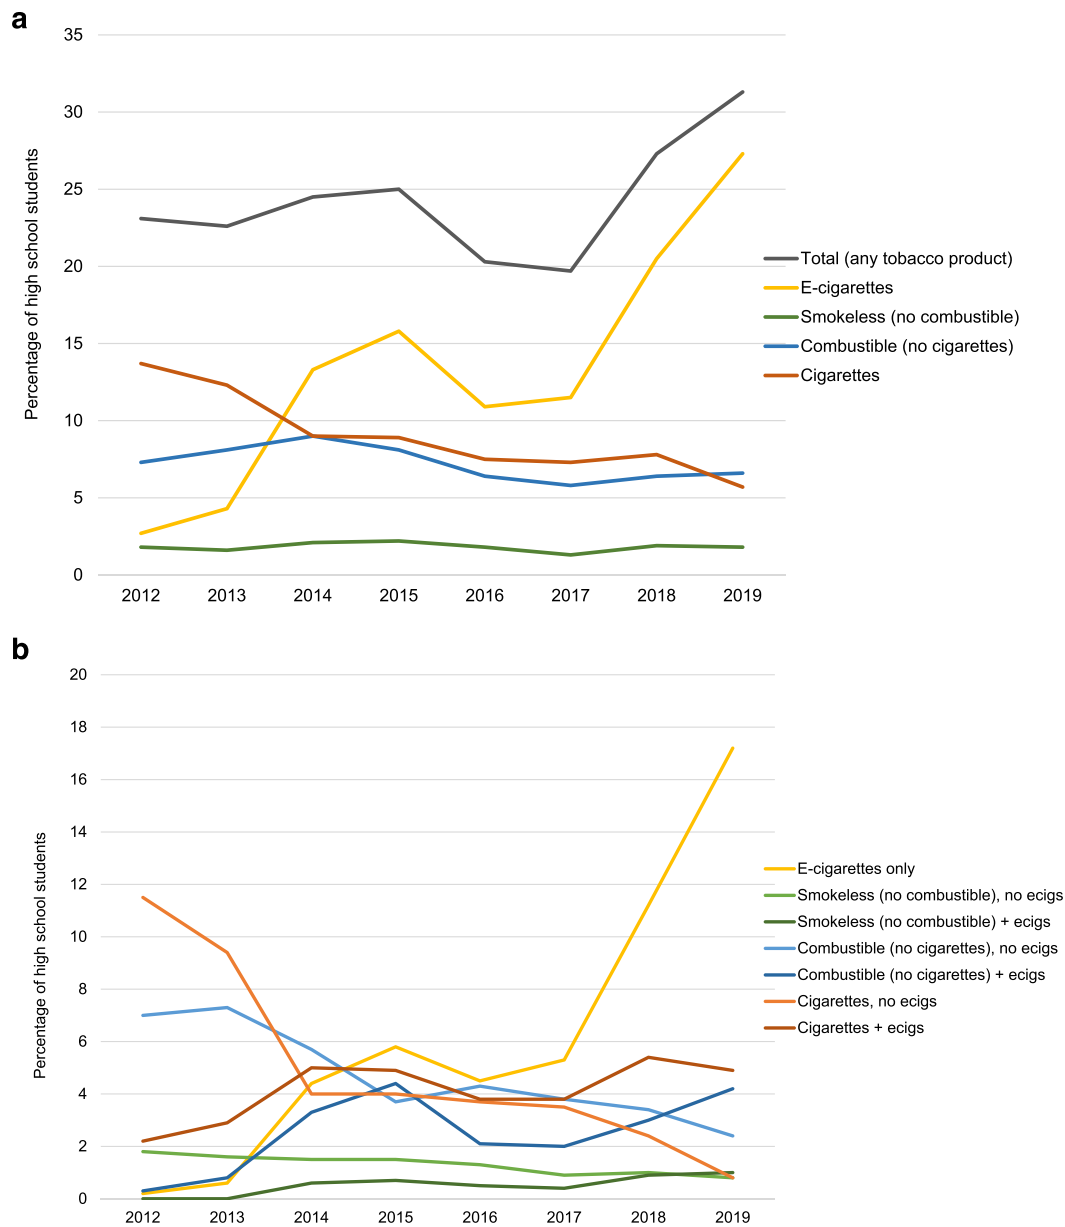 a
35
30
25
20
15
10
5
0
Percentage of high school students
2012 2013 2014 2015 2016 2017 2018 2019
Total (any tobacco product)
E-cigarettes
Smokeless (no combustible)
Combustible (no cigarettes)
Cigarettes
b
20
18
16
14
12
10
8
6
4
2
0
Percentage of high school students
2012 2013 2014 2015 2016 2017 2018 2019
E-cigarettes only
Smokeless (no combustible), no ecigs
Smokeless (no combustible) + ecigs
Combustible (no cigarettes), no ecigs
Combustible (no cigarettes) + ecigs
Cigarettes, no ecigs
Cigarettes + ecigs